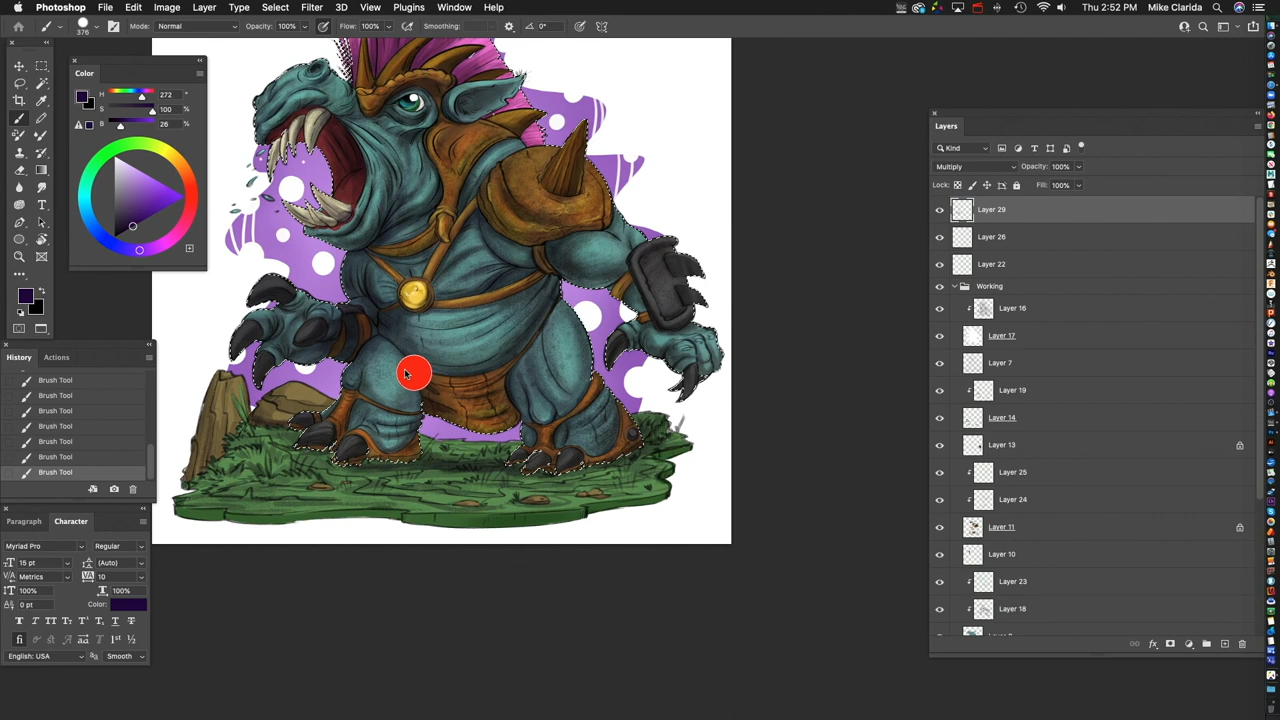 Photoshop File Edit Image Layer Type Select Filter 3D View Plugins Window Help Thu 2:52 PM Mike Clarida
376 Mode: Normal Opacity: 100% Flow: 100% Smoothing: 0°
Color
H 272 °
S 100 %
B 26 %
History Actions
Brush Tool
Brush Tool
Brush Tool
Brush Tool
Brush Tool
Brush Tool
Brush Tool
Paragraph Character
Myriad Pro Regular
15 pt (Auto)
Metrics 10
100% 100%
0 pt Color:
English: USA Smooth
Layers
Kind
Multiply Opacity: 100%
Lock: Fill: 100%
Layer 29
Layer 26
Layer 22
Working
Layer 16
Layer 17
Layer 7
Layer 19
Layer 14
Layer 13
Layer 25
Layer 24
Layer 11
Layer 10
Layer 23
Layer 18